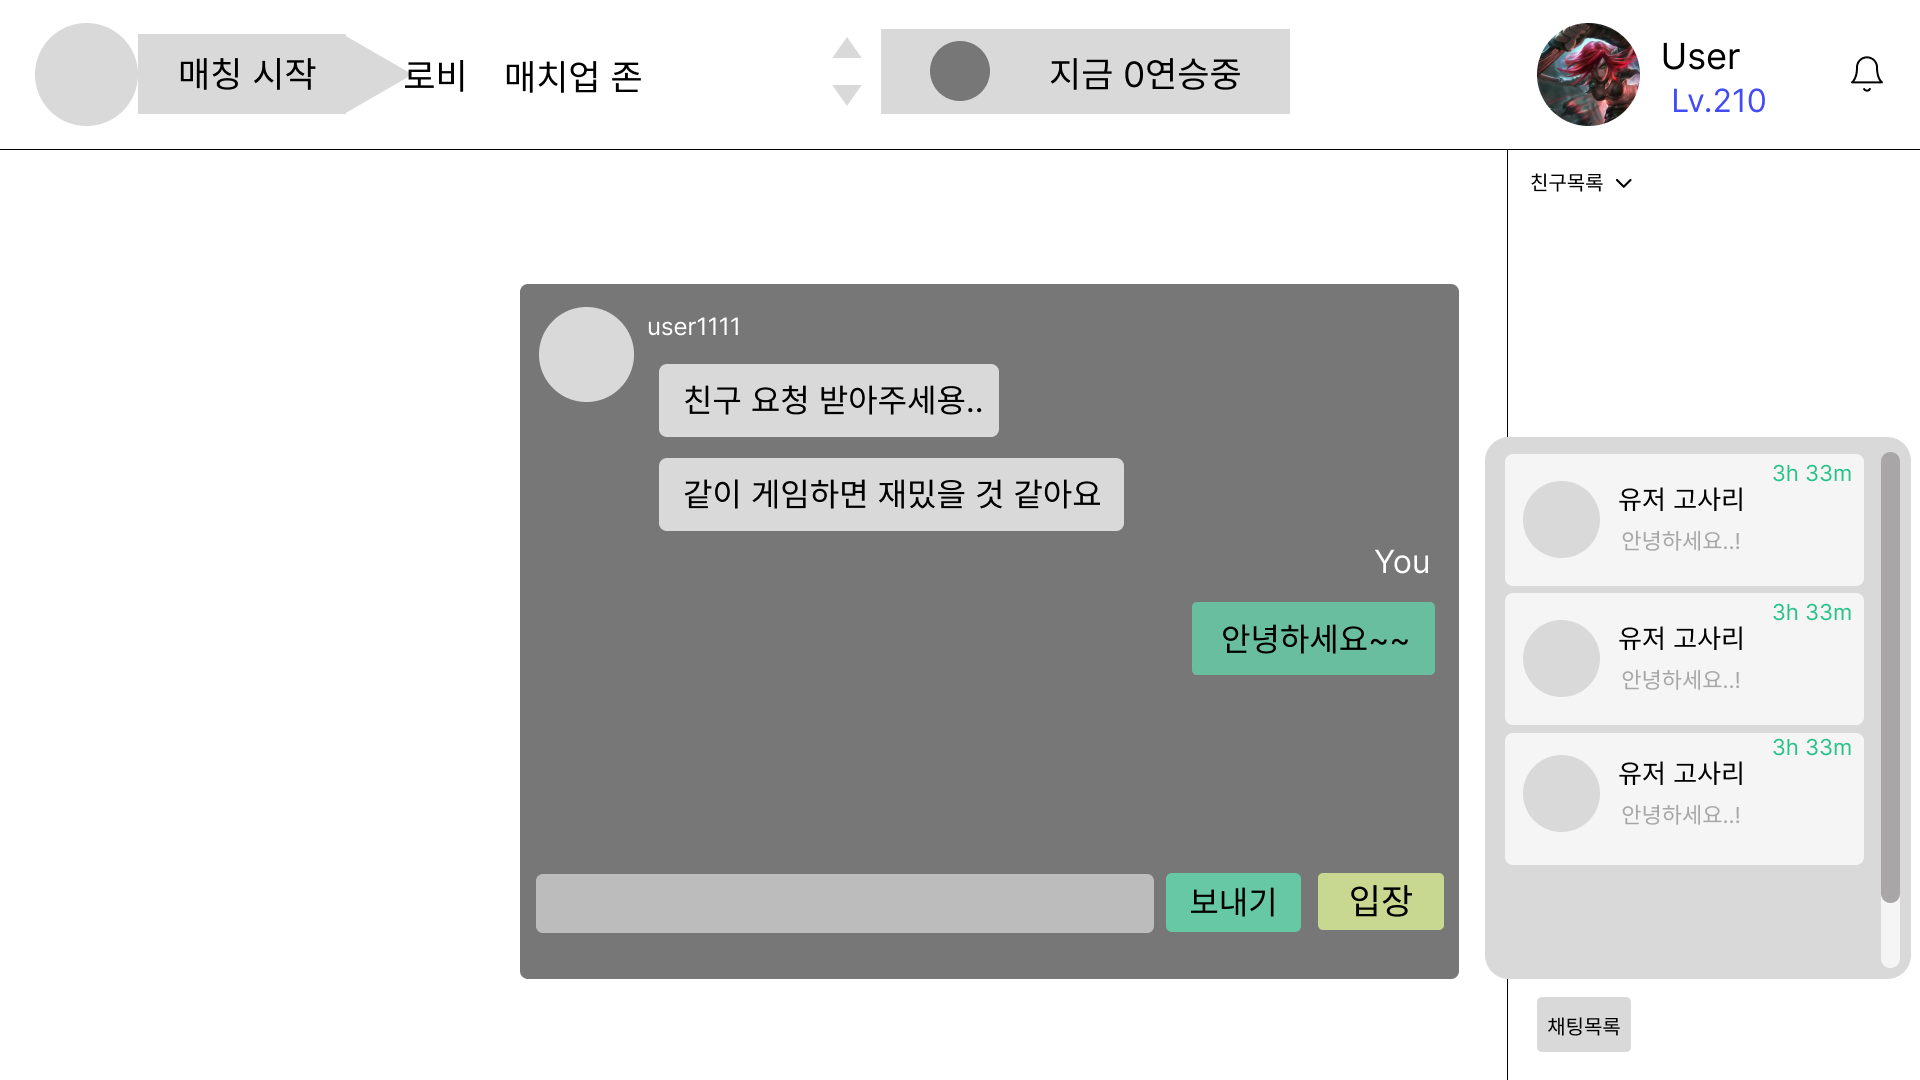 매칭 시작
로비
매치업 존
지금 0연승중
User
Lv.210
친구목록
user1111
친구 요청 받아주세용..
같이 게임하면 재밌을 것 같아요
You
안녕하세요~~
보내기
입장
3h 33m
유저 고사리
안녕하세요..!
3h 33m
유저 고사리
안녕하세요..!
3h 33m
유저 고사리
안녕하세요..!
채팅목록